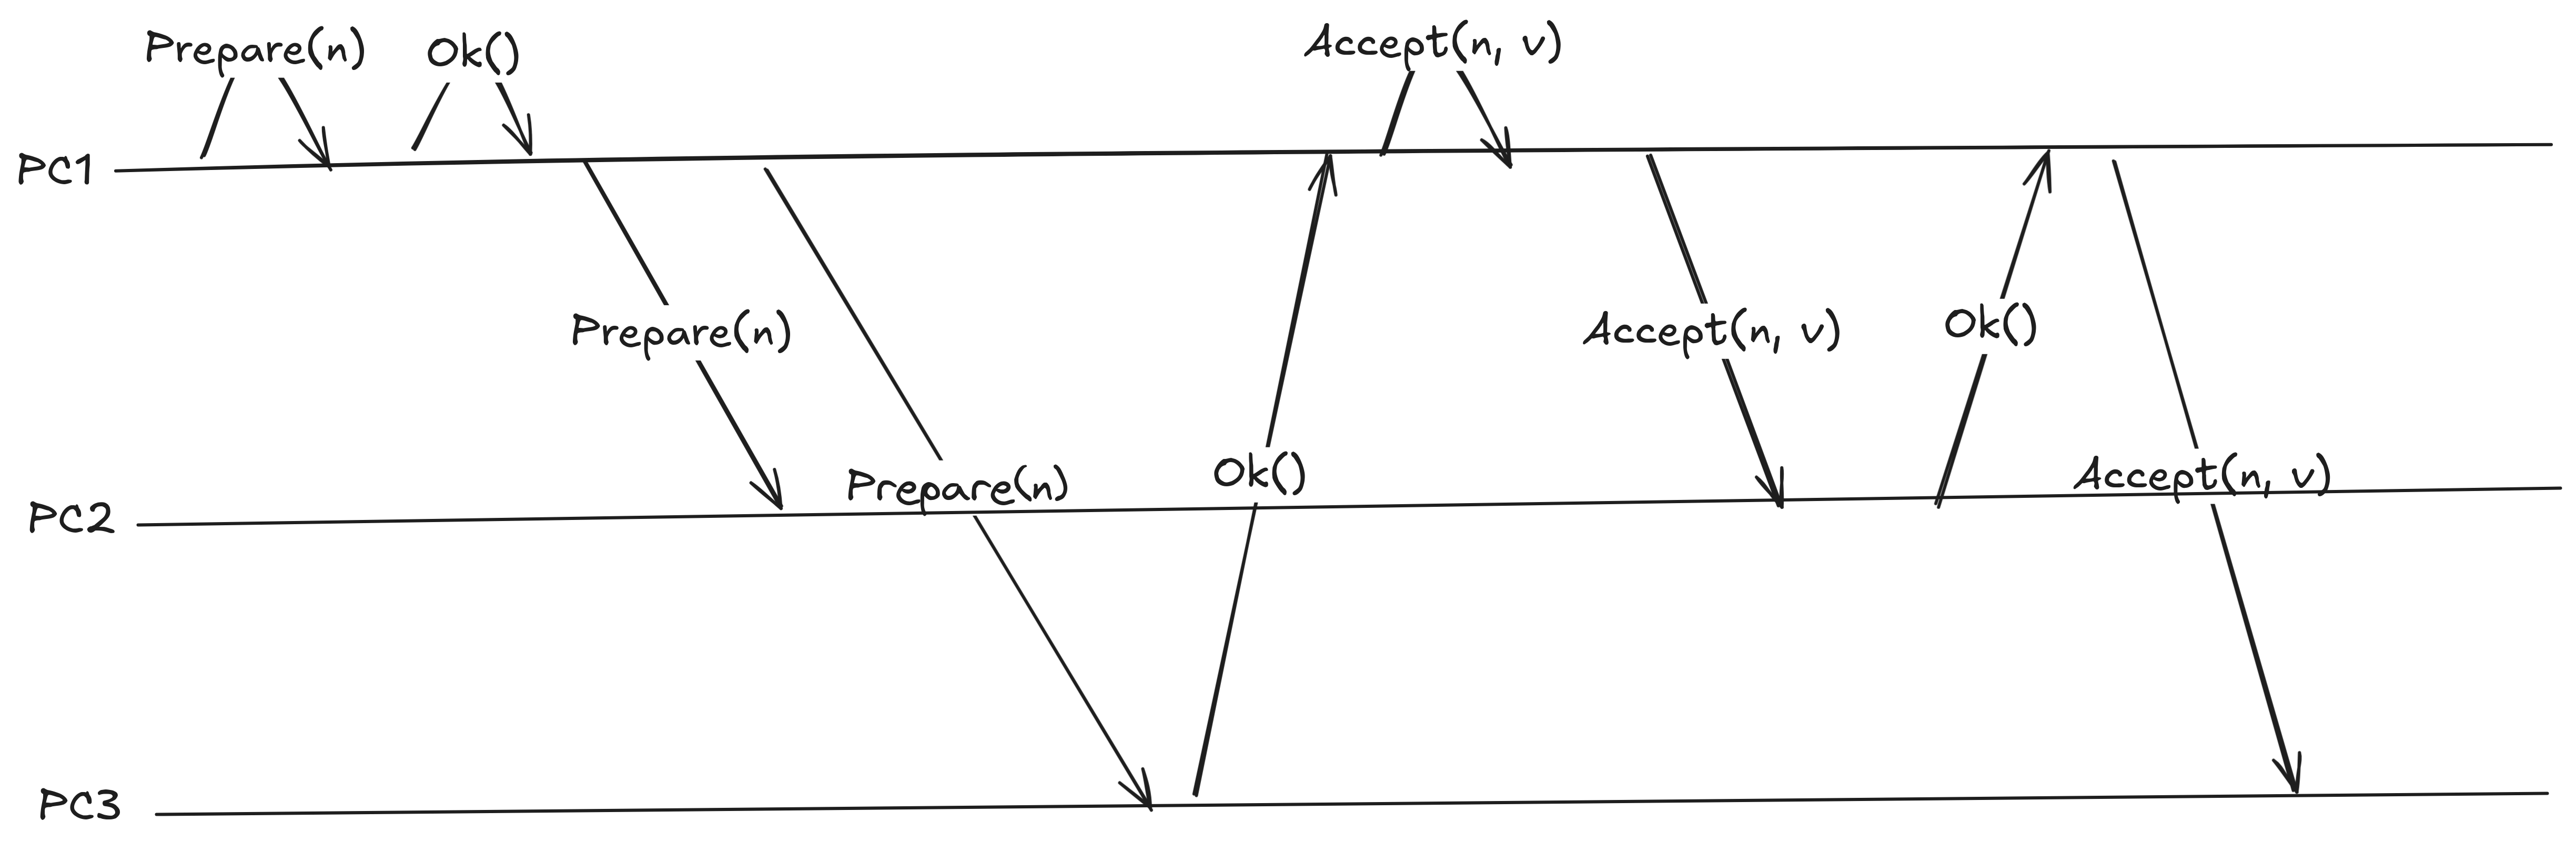 Prepare(n)
Ok()
Accept(n, v)
PC1
Prepare(n)
Accept(n, v)
Ok()
Prepare(n)
Ok()
Accept(n, v)
PC2
PC3